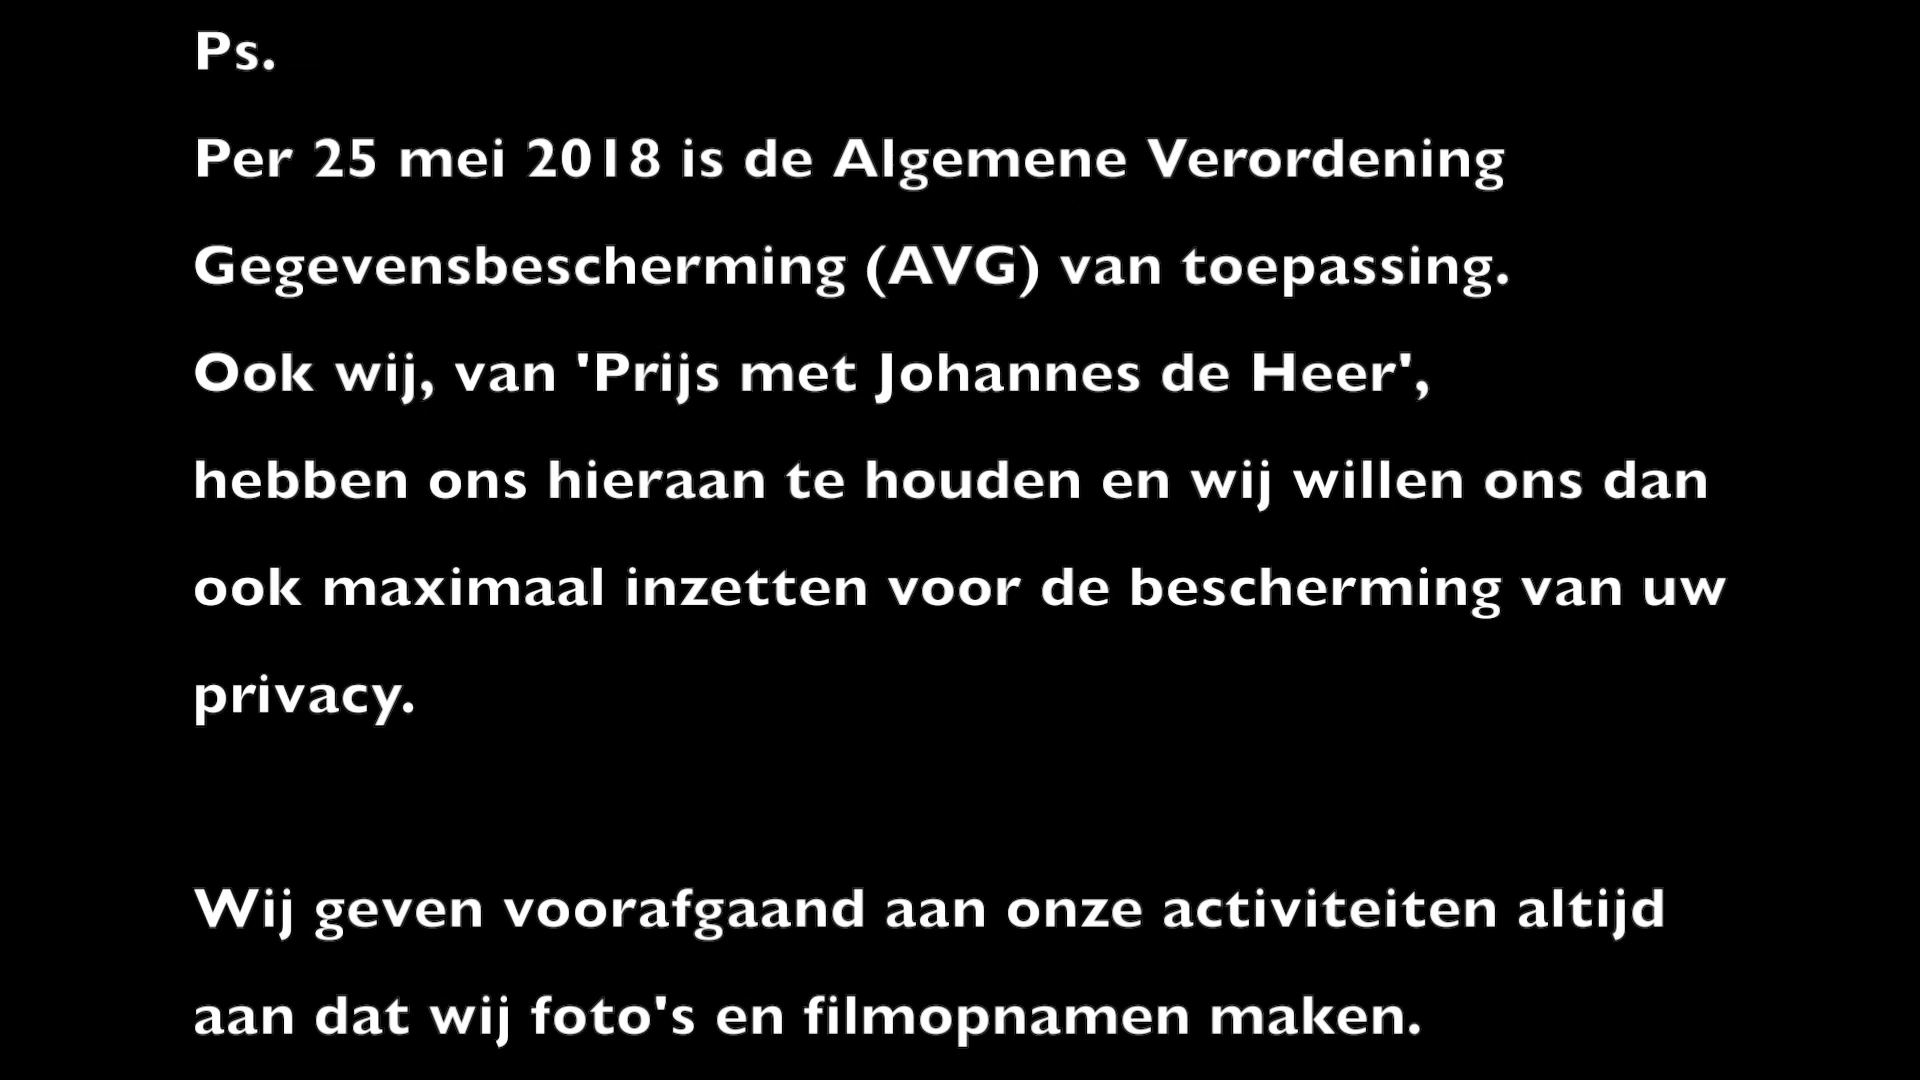 Ps.
Per 25 mei 2018 is de Algemene Verordening
Gegevensbescherming (AVG) van toepassing.
Ook wij, van 'Prijs met Johannes de Heer',
hebben ons hieraan te houden en wij willen ons dan
ook maximaal inzetten voor de bescherming van uw
privacy.
Wij geven voorafgaand aan onze activiteiten altijd
aan dat wij foto's en filmopnamen maken.